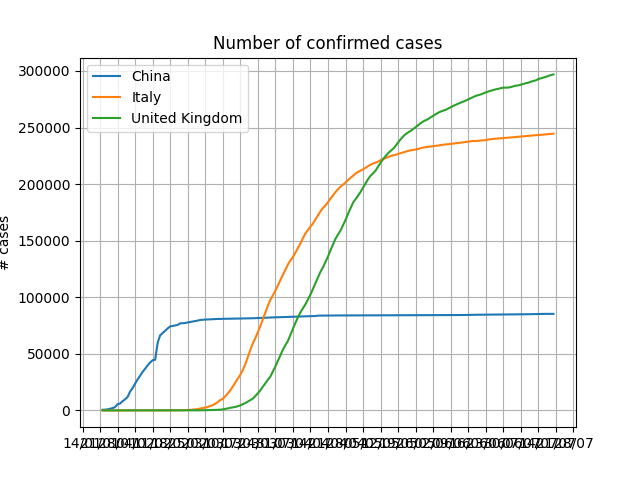 Number of confirmed cases
China
Italy
United Kingdom
# cases
300000
250000
200000
150000
100000
50000
0